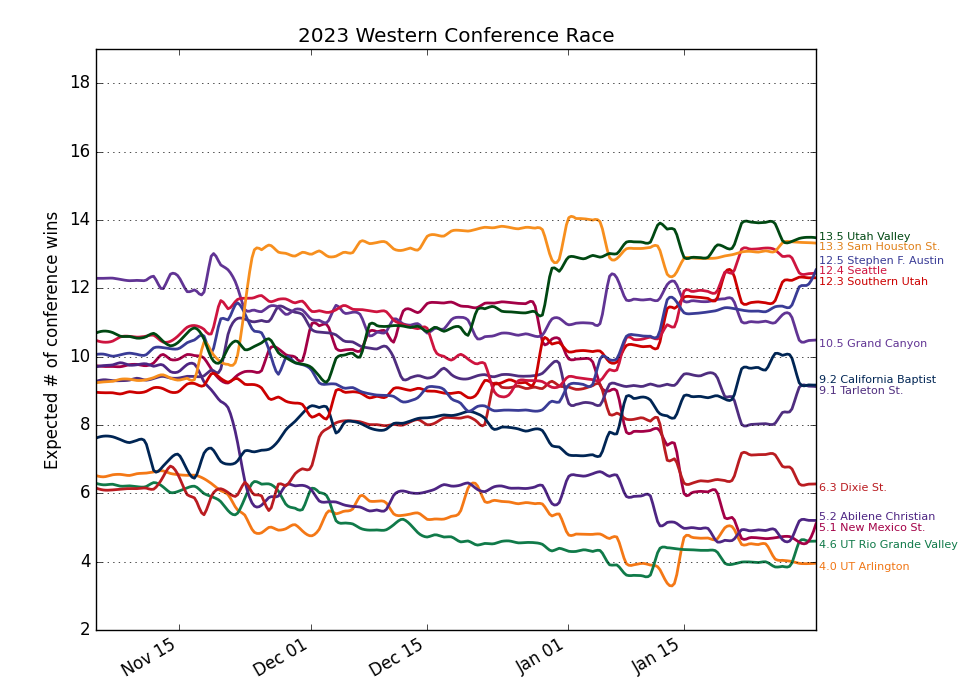 2023 Western Conference Race
Expected # of conference wins
18
16
14
12
10
8
6
4
2
Nov 15
Dec 01
Dec 15
Jan 01
Jan 15
13.5 Utah Valley
13.3 Sam Houston St.
12.5 Stephen F. Austin
12.4 Seattle
12.3 Southern Utah
10.5 Grand Canyon
9.2 California Baptist
9.1 Tarleton St.
6.3 Dixie St.
5.2 Abilene Christian
5.1 New Mexico St.
4.6 UT Rio Grande Valley
4.0 UT Arlington